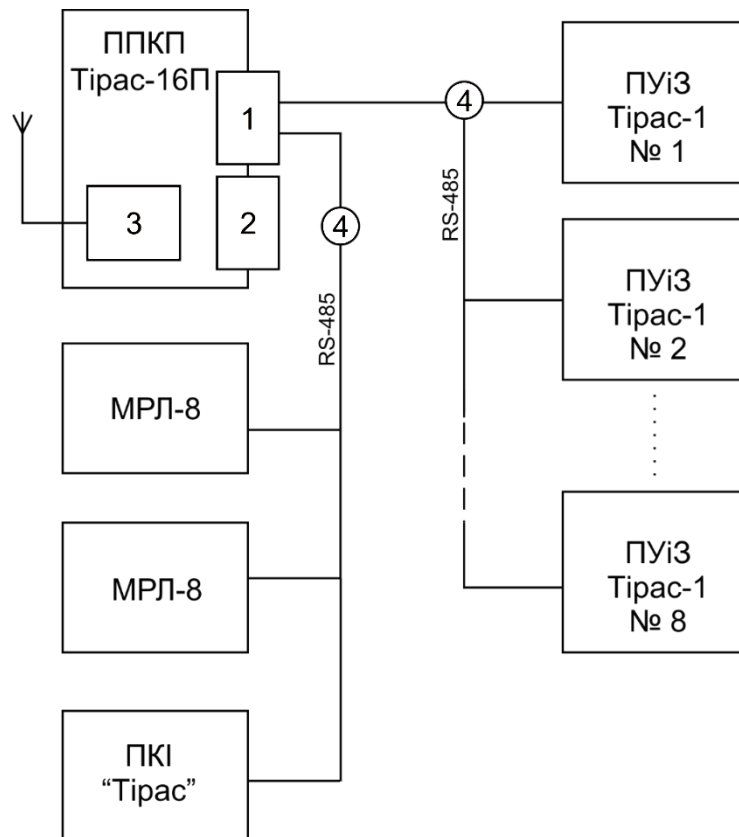 ППКП
Тірас-16П
1
2
3
4
RS-485
4
RS-485
ПУіЗ
Тірас-1
№ 1
ПУіЗ
Тірас-1
№ 2
ПУіЗ
Тірас-1
№ 8
МРЛ-8
МРЛ-8
ПКІ
“Тірас”